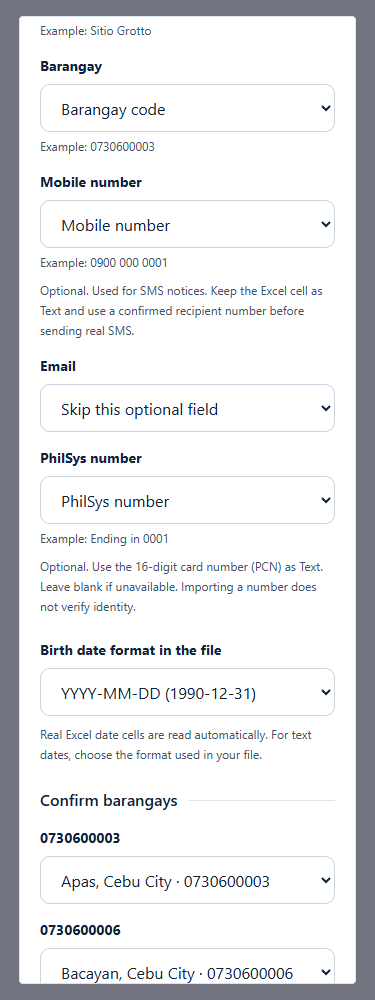 Example: Sitio Grotto
Barangay
Barangay code
Example: 0730600003
Mobile number
Mobile number
Example: 0900 000 0001
Optional. Used for SMS notices. Keep the Excel cell as
Text and use a confirmed recipient number before
sending real SMS.
Email
Skip this optional field
PhilSys number
PhilSys number
Example: Ending in 0001
Optional. Use the 16-digit card number (PCN) as Text.
Leave blank if unavailable. Importing a number does
not verify identity.
Birth date format in the file
YYYY-MM-DD (1990-12-31)
Real Excel date cells are read automatically. For text
dates, choose the format used in your file.
Confirm barangays
0730600003
Apas, Cebu City · 0730600003
0730600006
Bacayan, Cebu City · 0730600006